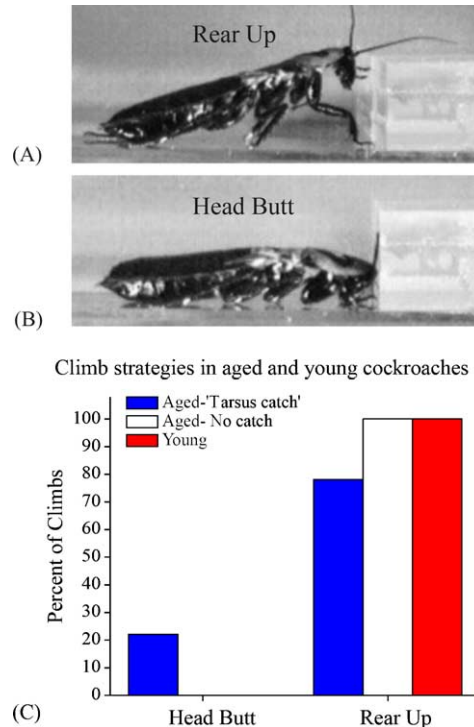 Rear Up
(A)
Head Butt
(B)
Climb strategies in aged and young cockroaches
Aged-'Tarsus catch'
Aged- No catch
Young
100
90
80
70
60
50
40
30
20
10
0
Percent of Climbs
Head Butt
Rear Up
(C)